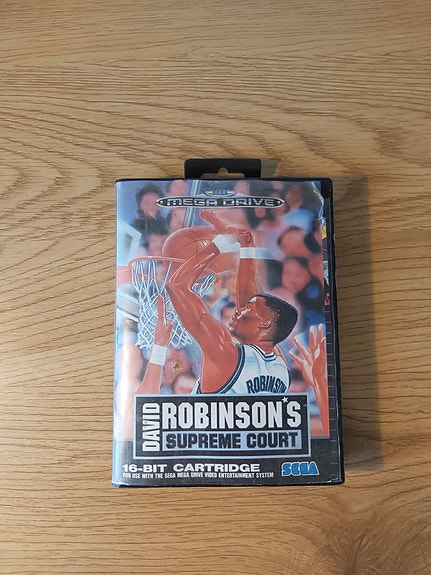 SEGA
MEGA DRIVE
ROBINSON
DAVID
ROBINSON'S
SUPREME COURT
16-BIT CARTRIDGE
FOR USE WITH THE SEGA MEGA DRIVE VIDEO ENTERTAINMENT SYSTEM
SEGA